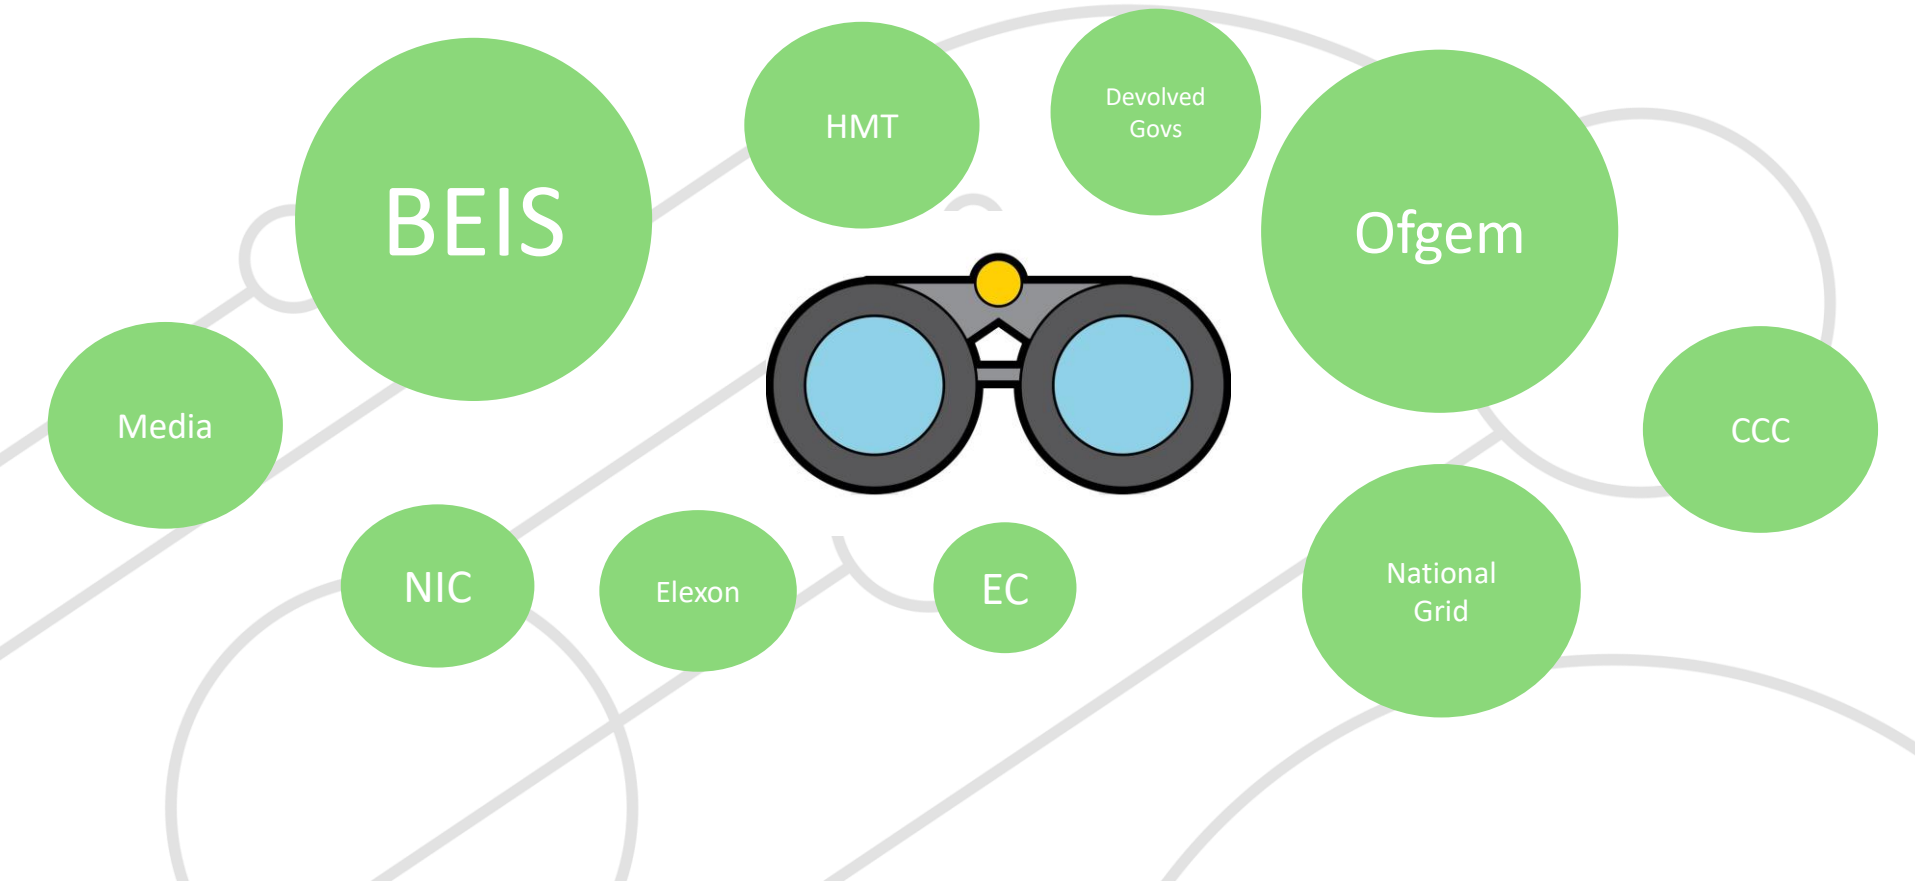 BEIS
HMT
Devolved
Govs
Ofgem
Media
CCC
NIC
Elexon
EC
National
Grid